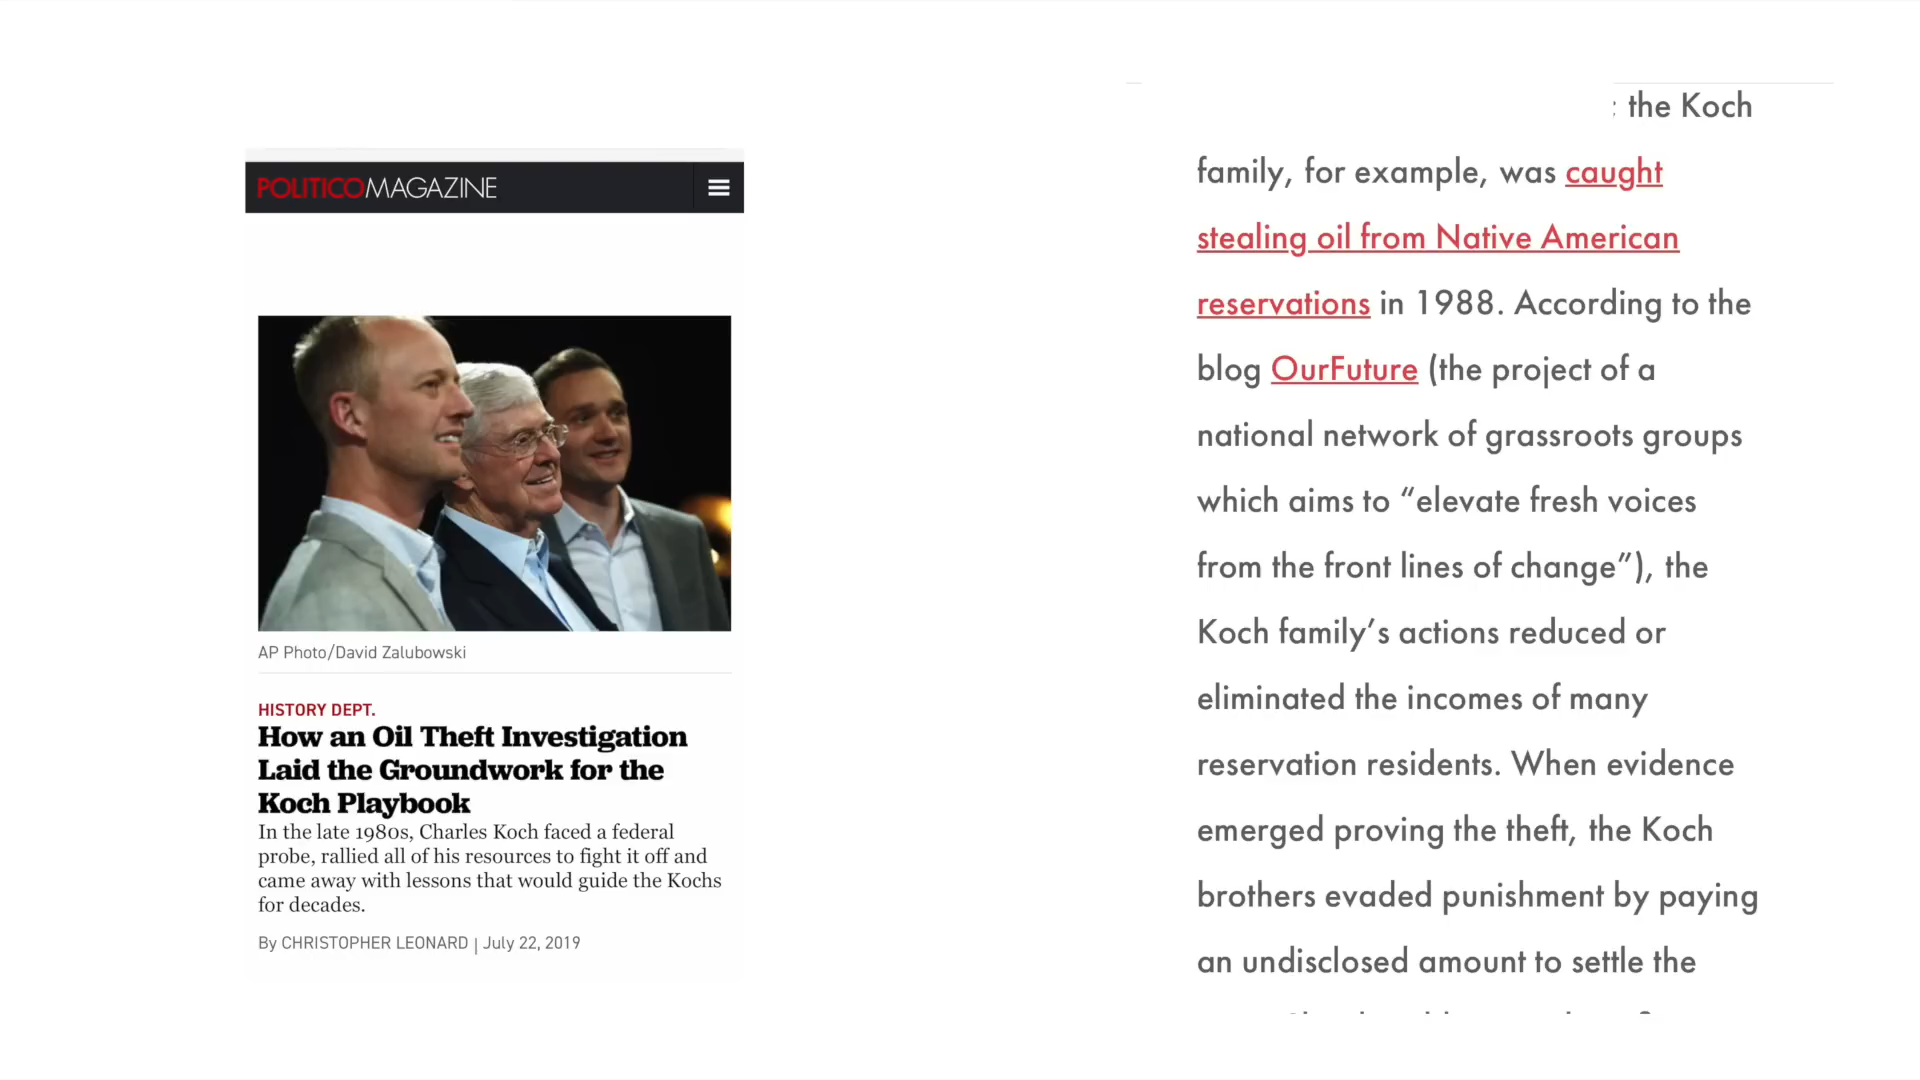 POLITICOMAGAZINE
AP Photo/David Zalubowski
HISTORY DEPT.
How an Oil Theft Investigation
Laid the Groundwork for the
Koch Playbook
In the late 1980s, Charles Koch faced a federal
probe, rallied all of his resources to fight it off and
came away with lessons that would guide the Kochs
for decades.
By CHRISTOPHER LEONARD | July 22, 2019
the Koch
family, for example, was caught
stealing oil from Native American
reservations in 1988. According to the
blog OurFuture (the project of a
national network of grassroots groups
which aims to “elevate fresh voices
from the front lines of change”), the
Koch family’s actions reduced or
eliminated the incomes of many
reservation residents. When evidence
emerged proving the theft, the Koch
brothers evaded punishment by paying
an undisclosed amount to settle the